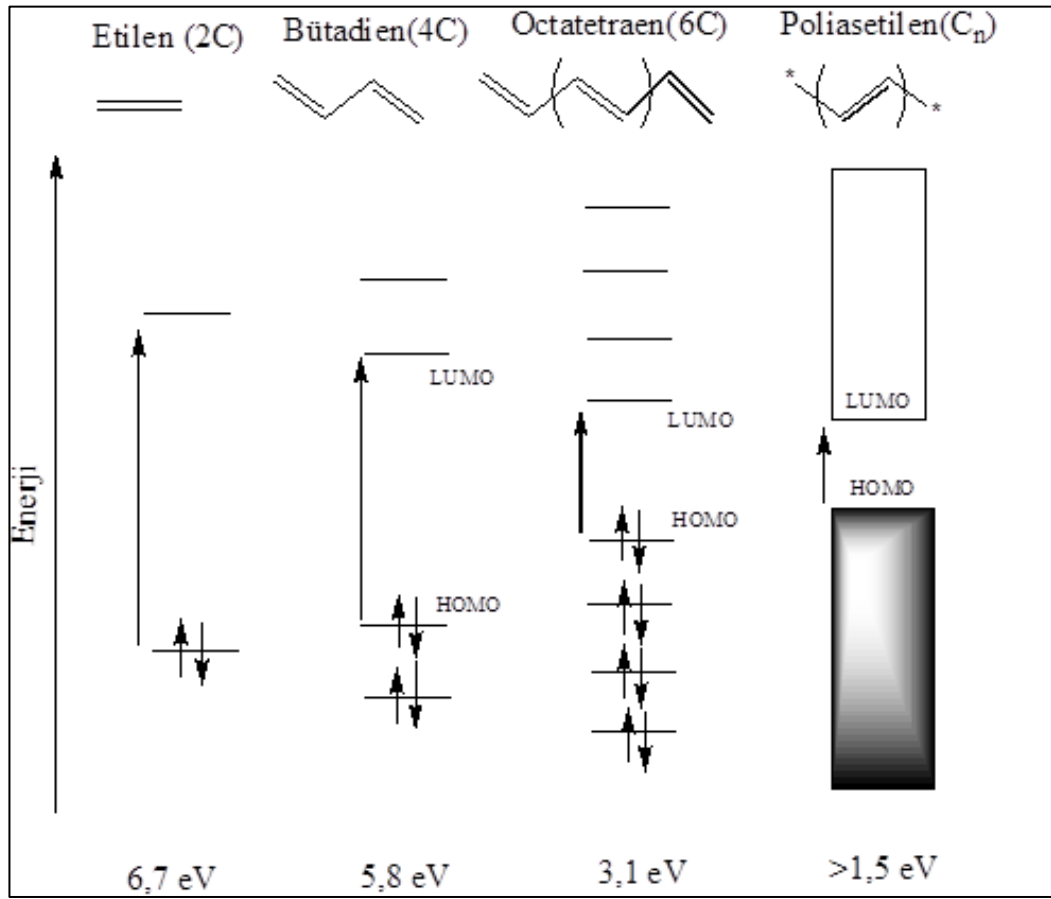 Etilen (2C)
Bütadien(4C)
Octatetraen(6C)
Poliasetilen(Cₙ)
*
*
Enerji
LUMO
HOMO
LUMO
HOMO
LUMO
HOMO
6,7 eV
5,8 eV
3,1 eV
>1,5 eV